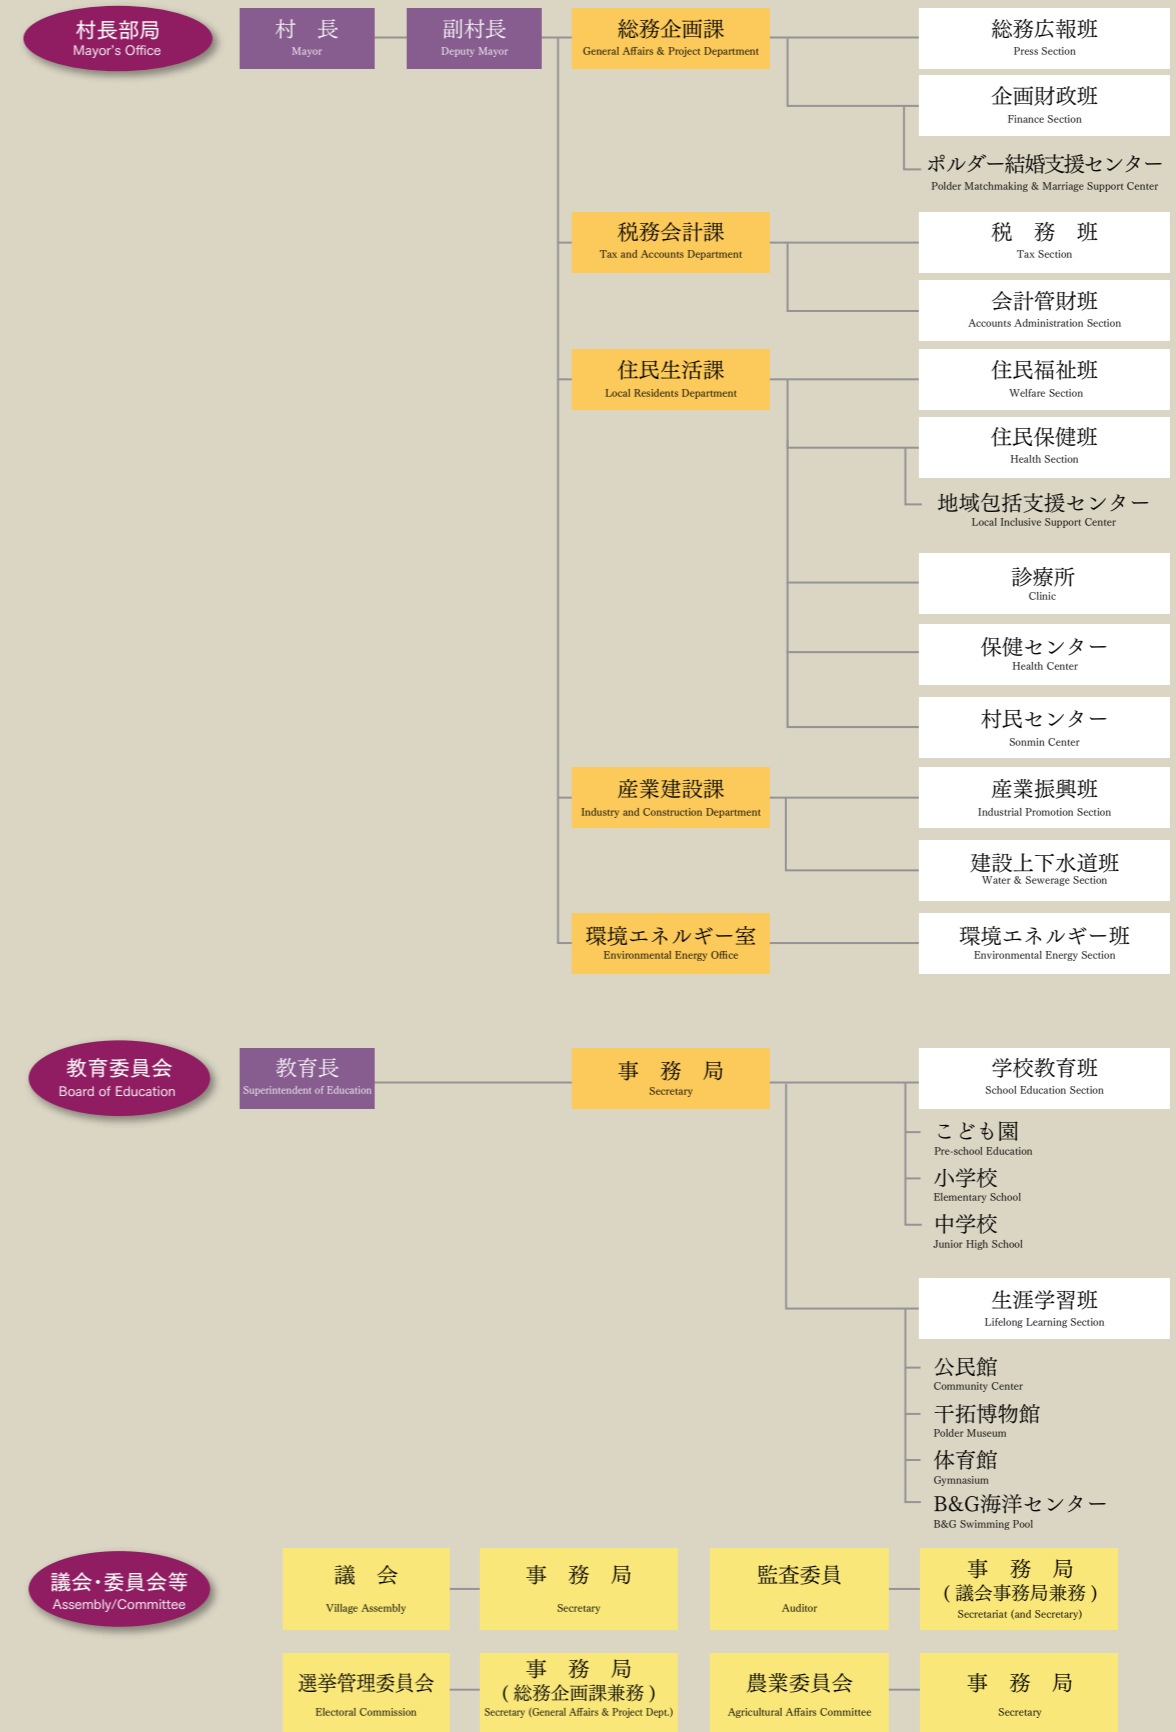 村長部局
Mayor's Office
村　長
Mayor
副村長
Deputy Mayor
総務企画課
General Affairs & Project Department
総務広報班
Press Section
企画財政班
Finance Section
ポルダー結婚支援センター
Polder Matchmaking & Marriage Support Center
税務会計課
Tax and Accounts Department
税　務　班
Tax Section
会計管財班
Accounts Administration Section
住民生活課
Local Residents Department
住民福祉班
Welfare Section
住民保健班
Health Section
地域包括支援センター
Local Inclusive Support Center
診療所
Clinic
保健センター
Health Center
村民センター
Sonmin Center
産業建設課
Industry and Construction Department
産業振興班
Industrial Promotion Section
建設上下水道班
Water & Sewerage Section
環境エネルギー室
Environmental Energy Office
環境エネルギー班
Environmental Energy Section
教育委員会
Board of Education
教育長
Superintendent of Education
事　務　局
Secretary
学校教育班
School Education Section
こども園
Pre-school Education
小学校
Elementary School
中学校
Junior High School
生涯学習班
Lifelong Learning Section
公民館
Community Center
干拓博物館
Polder Museum
体育館
Gymnasium
B&G海洋センター
B&G Swimming Pool
議会・委員会等
Assembly/Committee
議　会
Village Assembly
事　務　局
Secretary
監査委員
Auditor
事　務　局
( 議会事務局兼務 )
Secretariat (and Secretary)
選挙管理委員会
Electoral Commission
事　務　局
( 総務企画課兼務 )
Secretary (General Affairs & Project Dept.)
農業委員会
Agricultural Affairs Committee
事　務　局
Secretary